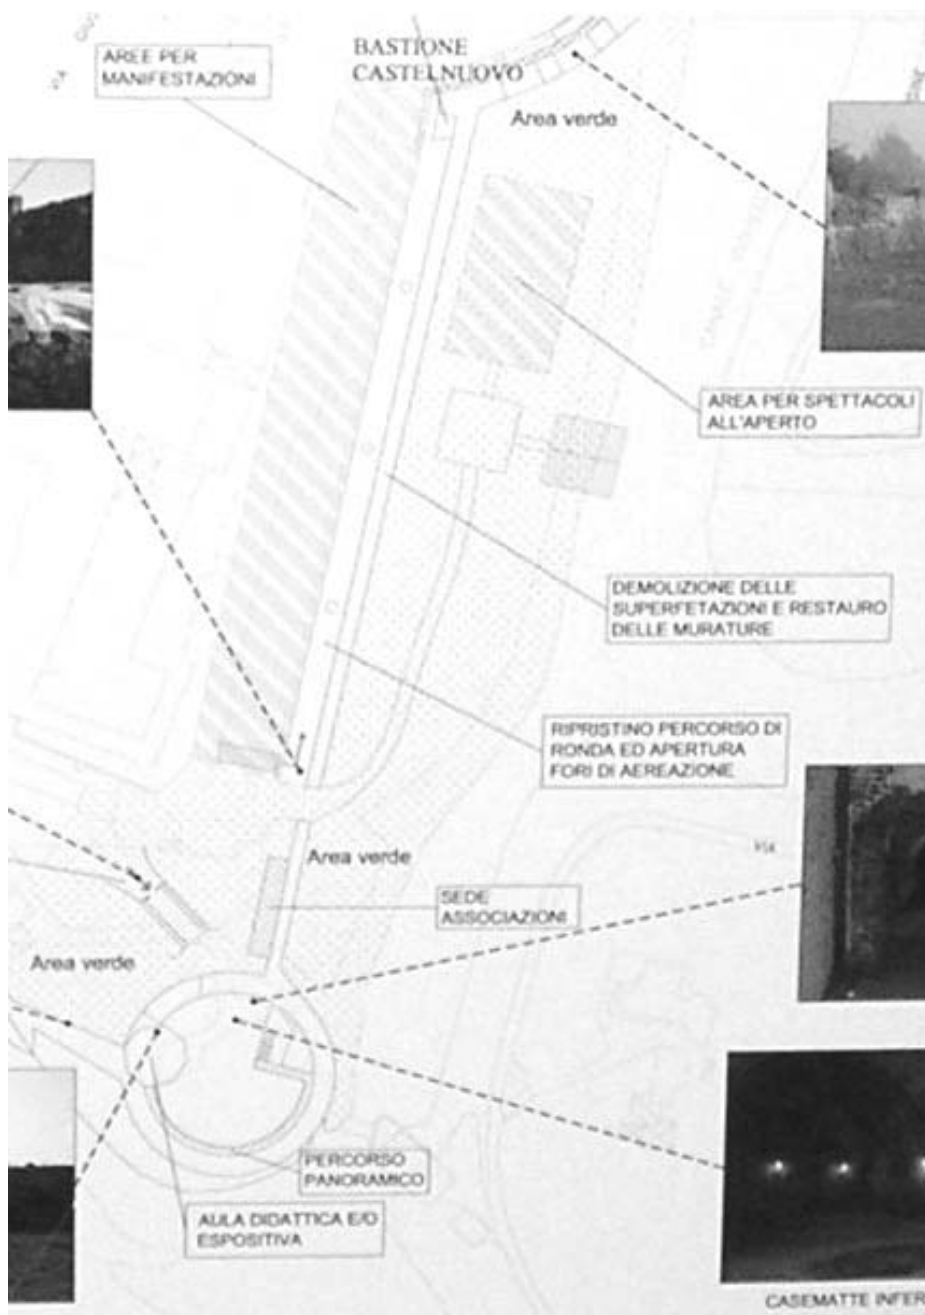 AREE PER
MANIFESTAZIONI
BASTIONE
CASTELNUOVO
Area verde
AREA PER SPETTACOLI
ALL'APERTO
DEMOLIZIONE DELLE
SUPERFETAZIONI E RESTAURO
DELLE MURATURE
RIPRISTINO PERCORSO DI
RONDA ED APERTURA
FORI DI AEREAZIONE
VIA
Area verde
SEDE
ASSOCIAZIONI
Area verde
PERCORSO
PANORAMICO
AULA DIDATTICA E/O
ESPOSITIVA
CASEMATTE INFER